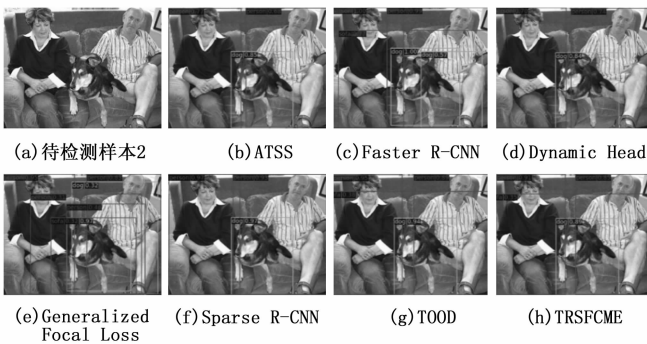 (a)待检测样本2
(b)ATSS
(c)Faster R-CNN
(d)Dynamic Head
(e)Generalized
Focal Loss
(f)Sparse R-CNN
(g)TOOD
(h)TRSFCME